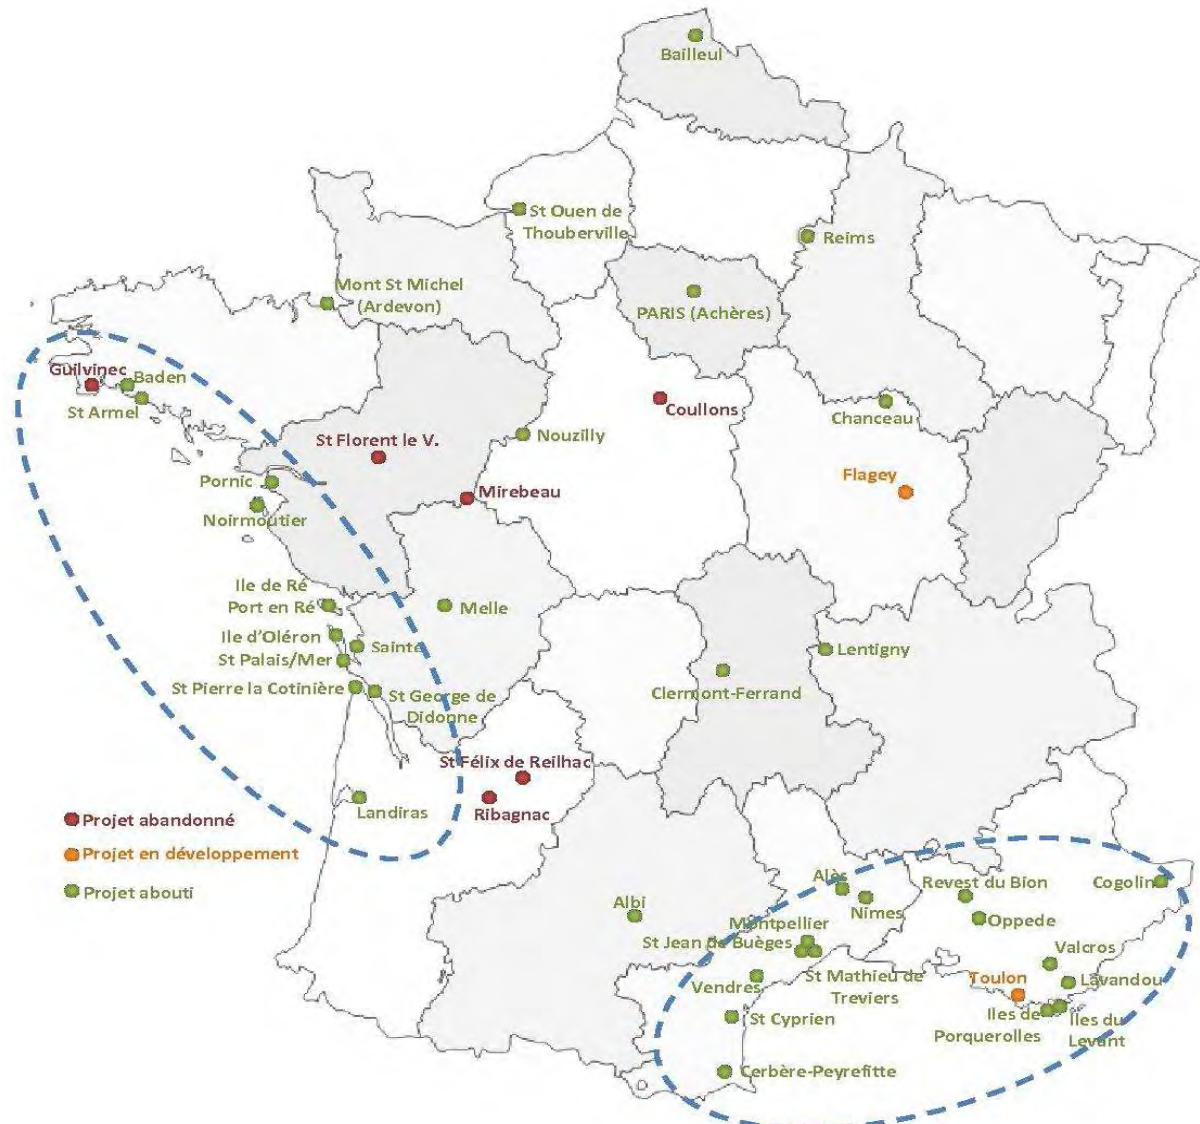 Bailleul
St Ouen de
Thouberville
Reims
Mont St Michel
(Ardevon)
PARIS (Achères)
Guilvinec
Baden
St Armel
Coullons
Chanceau
St Florent le V.
Nouzilly
Pornic
Mirebeau
Flagey
Noirmoutier
Ile de Ré
Port en Ré
Melle
Ile d'Oléron
Sainte
St Palais/Mer
Lentigny
St Pierre la Cotinière
St George de
Didonne
Clermont-Ferrand
St Félix de Reilhac
Landiras
Ribagnac
Projet abandonné
Projet en développement
Projet abouti
Alès
Revest du Bion
Cogolin
Albi
Nimes
Oppede
Montpellier
St Jean de Buèges
Valcros
St Mathieu de
Treviers
Vendres
Toulon
Lavandou
St Cyprien
Iles de
Porquerolles
Iles du
Levant
Cerbère-Peyrefitte